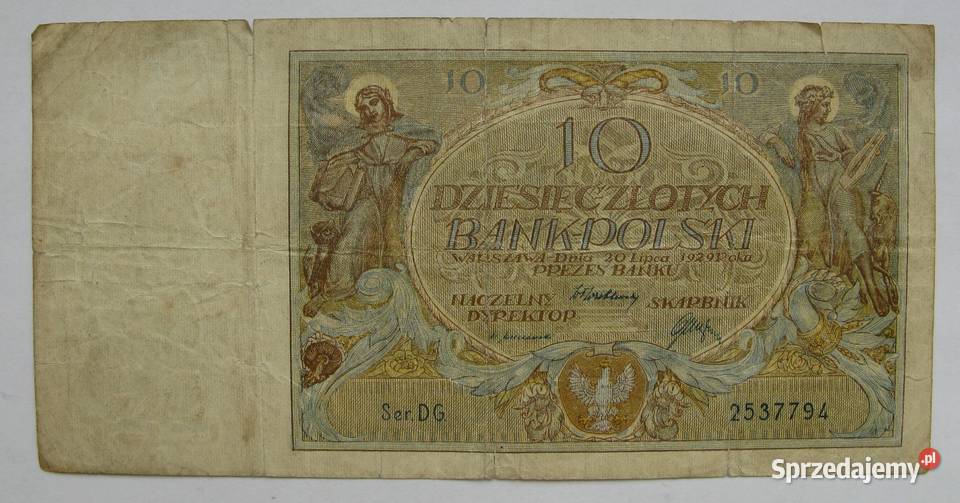 10 10
10
DZIESIĘĆ ZŁOTYCH
BANK POLSKI
WARSZAWA-Dnia 20 Lipca 1929 Roku
PREZES BANKU
NACZELNY DYREKTOR
SKARBNIK
Ser. DG.
2537794
Sprzedajemy.pl